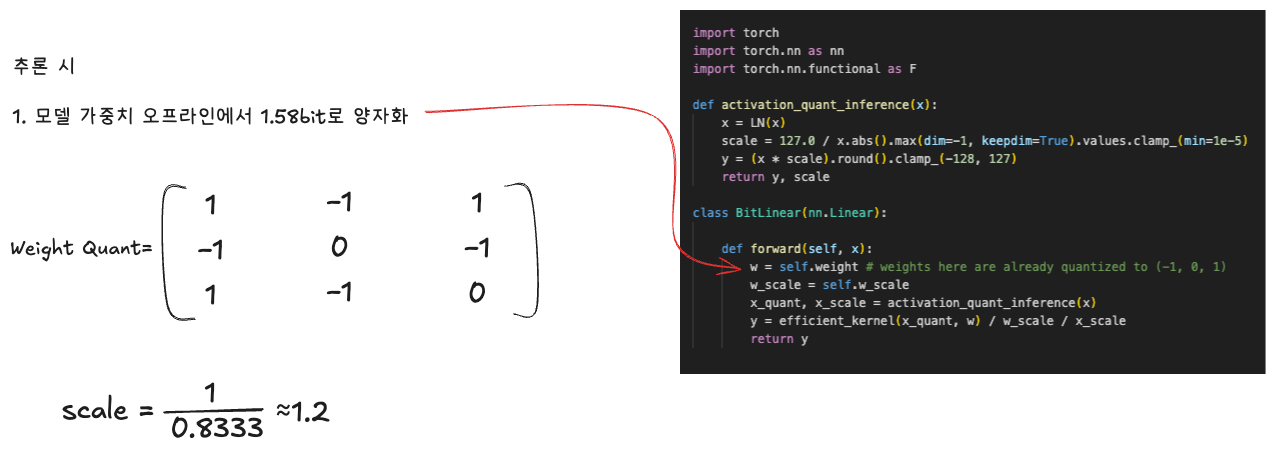 추론 시
1. 모델 가중치 오프라인에서 1.58bit로 양자화
Weight Quant=
1 -1 1
-1 0 -1
1 -1 0
scale = 1 / 0.8333 ≈1.2
import torch
import torch.nn as nn
import torch.nn.functional as F
def activation_quant_inference(x):
x = LN(x)
scale = 127.0 / x.abs().max(dim=-1, keepdim=True).values.clamp_(min=1e-5)
y = (x * scale).round().clamp_(-128, 127)
return y, scale
class BitLinear(nn.Linear):
def forward(self, x):
w = self.weight # weights here are already quantized to (-1, 0, 1)
w_scale = self.w_scale
x_quant, x_scale = activation_quant_inference(x)
y = efficient_kernel(x_quant, w) / w_scale / x_scale
return y